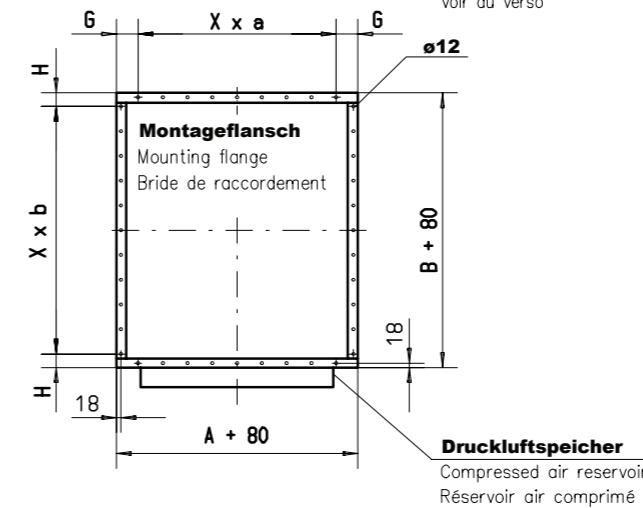 Voir au verso
G
X x a
G
ø12
H
Montageflansch
Mounting flange
Bride de raccordement
X x b
B + 80
18
H
18
A + 80
Druckluftspeicher
Compressed air reservoir
Réservoir air comprimé